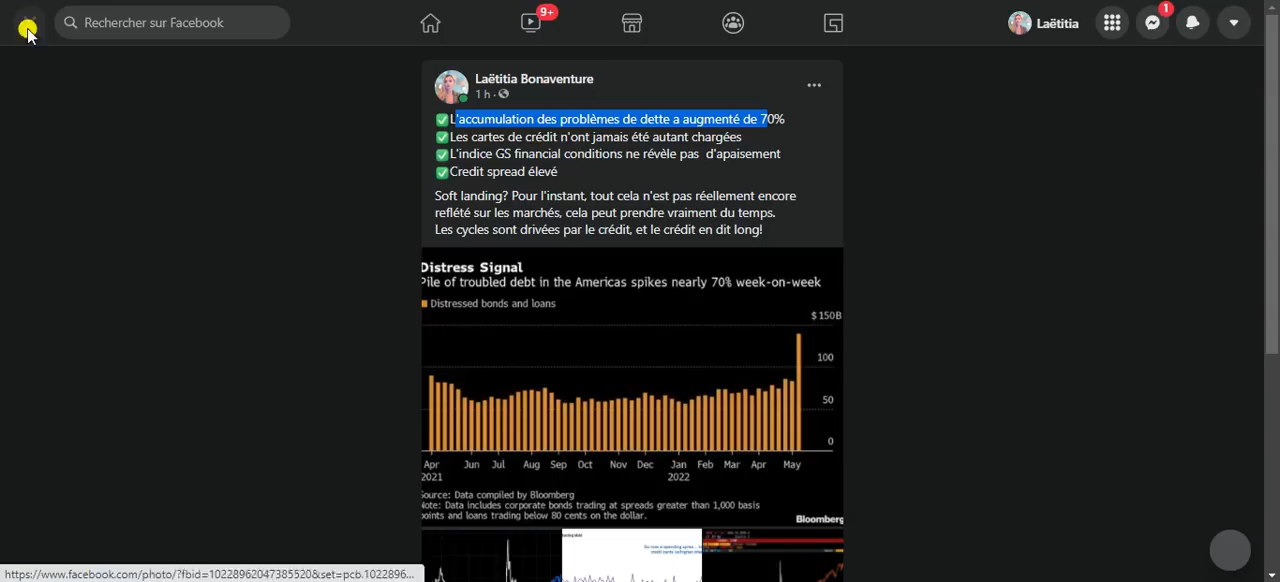 Rechercher sur Facebook
9+
Laëtitia
1
Laëtitia Bonaventure
1 h ·
✅L'accumulation des problèmes de dette a augmenté de 70%
✅Les cartes de crédit n'ont jamais été autant chargées
✅L'indice GS financial conditions ne révèle pas d'apaisement
✅Credit spread élevé
Soft landing? Pour l'instant, tout cela n'est pas réellement encore
reflété sur les marchés, cela peut prendre vraiment du temps.
Les cycles sont drivées par le crédit, et le crédit en dit long!
Distress Signal
Pile of troubled debt in the Americas spikes nearly 70% week-on-week
Distressed bonds and loans
$150B
100
50
0
Apr Jun Jul Aug Sep Oct Nov Dec Jan Feb Mar Apr May
2021 2022
Source: Data compiled by Bloomberg
Note: Data includes corporate bonds trading at spreads greater than 1,000 basis
points and loans trading below 80 cents on the dollar.
Bloomberg
https://www.facebook.com/photo/?fbid=10228962047385520&set=pcb.1022896...